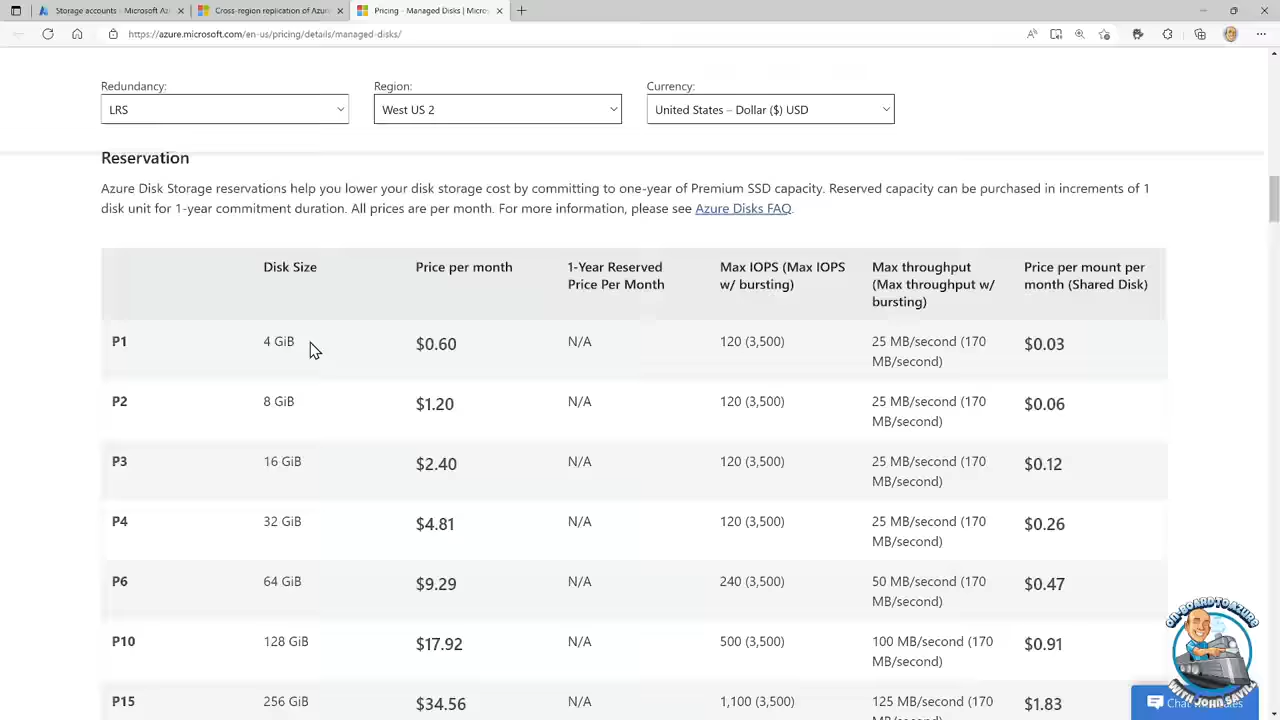 Storage accounts - Microsoft Az
Cross-region replication of Azure
Pricing - Managed Disks | Micros
https://azure.microsoft.com/en-us/pricing/details/managed-disks/
Redundancy:
Region:
Currency:
LRS
West US 2
United States – Dollar ($) USD
Reservation
Azure Disk Storage reservations help you lower your disk storage cost by committing to one-year of Premium SSD capacity. Reserved capacity can be purchased in increments of 1
disk unit for 1-year commitment duration. All prices are per month. For more information, please see Azure Disks FAQ.
Disk Size
Price per month
1-Year Reserved
Price Per Month
Max IOPS (Max IOPS
w/ bursting)
Max throughput
(Max throughput w/
bursting)
Price per mount per
month (Shared Disk)
P1 4 GiB $0.60 N/A 120 (3,500) 25 MB/second (170
MB/second) $0.03
P2 8 GiB $1.20 N/A 120 (3,500) 25 MB/second (170
MB/second) $0.06
P3 16 GiB $2.40 N/A 120 (3,500) 25 MB/second (170
MB/second) $0.12
P4 32 GiB $4.81 N/A 120 (3,500) 25 MB/second (170
MB/second) $0.26
P6 64 GiB $9.29 N/A 240 (3,500) 50 MB/second (170
MB/second) $0.47
P10 128 GiB $17.92 N/A 500 (3,500) 100 MB/second (170
MB/second) $0.91
P15 256 GiB $34.56 N/A 1,100 (3,500) 125 MB/second (170 $1.83
ON-BOARD TO AZURE
WITH JOHN SAVILL
Chat